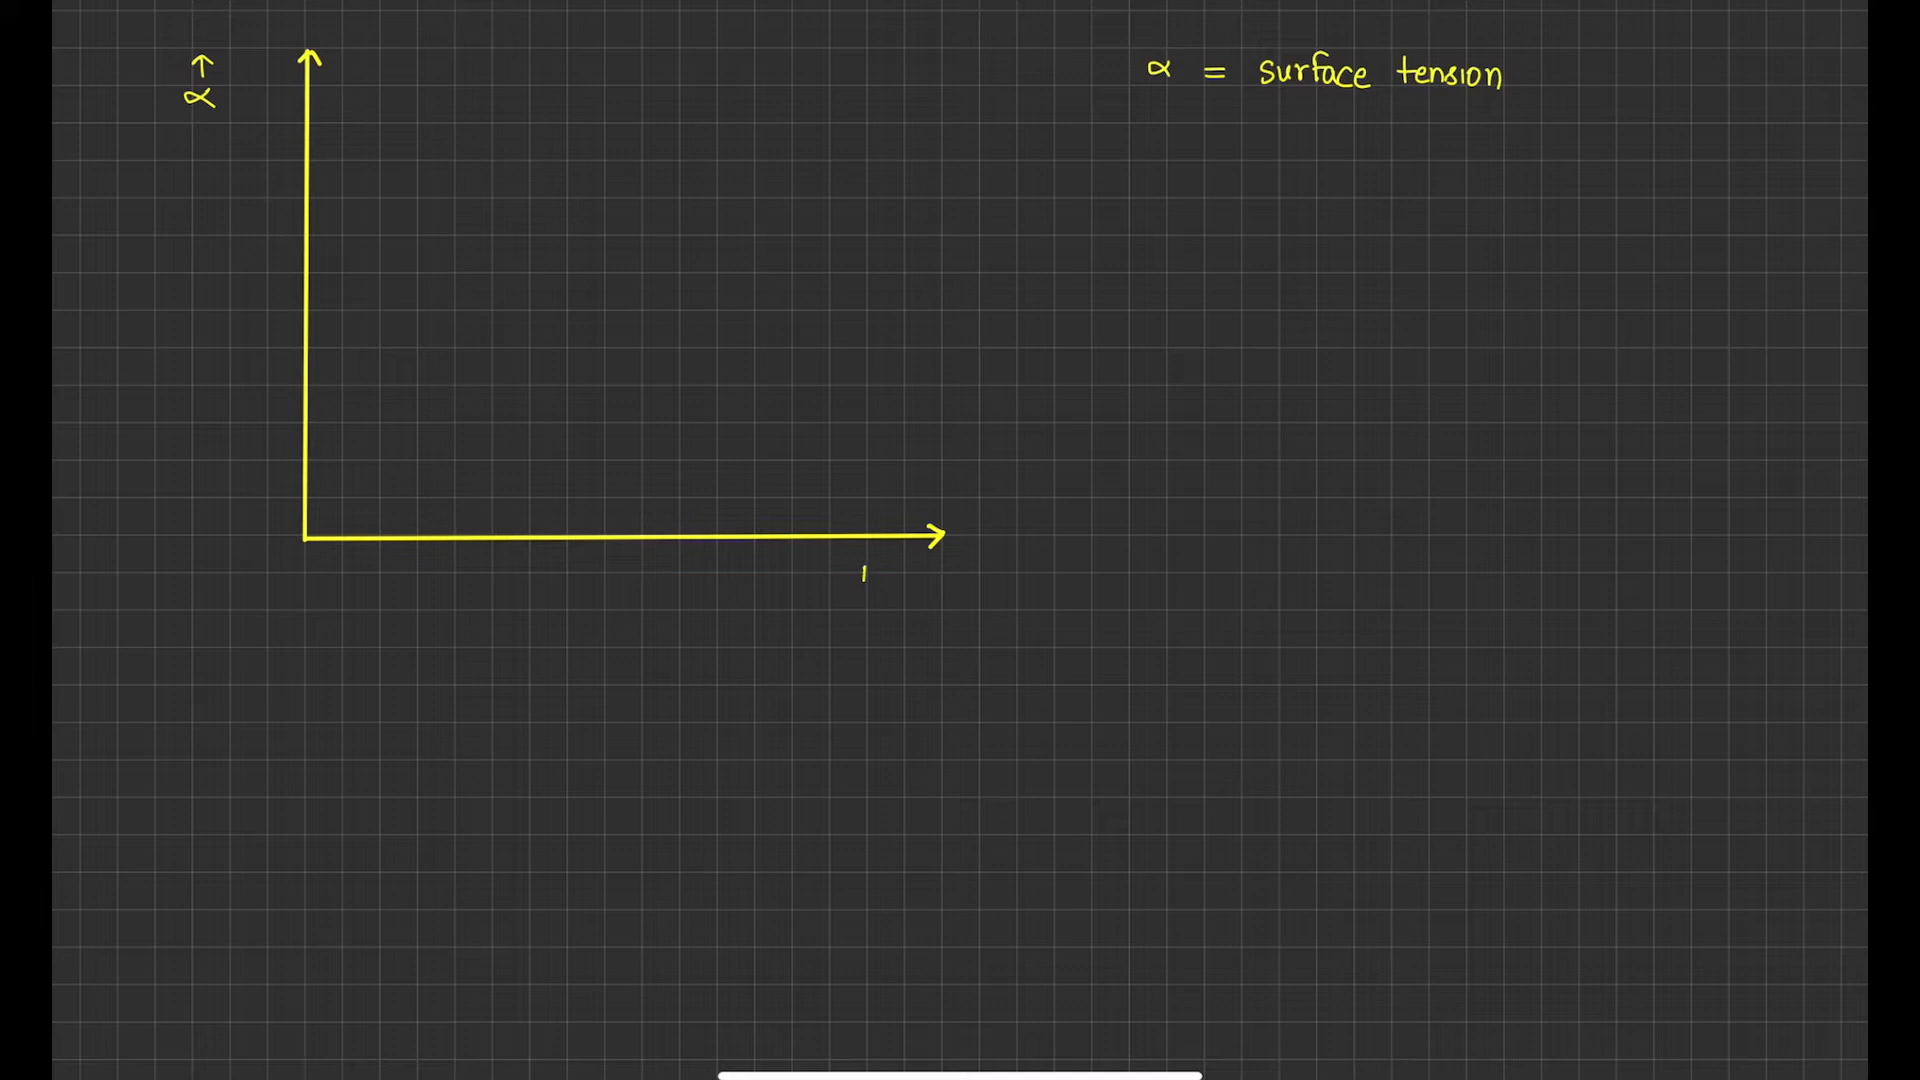 ↑
α
α = surface tension